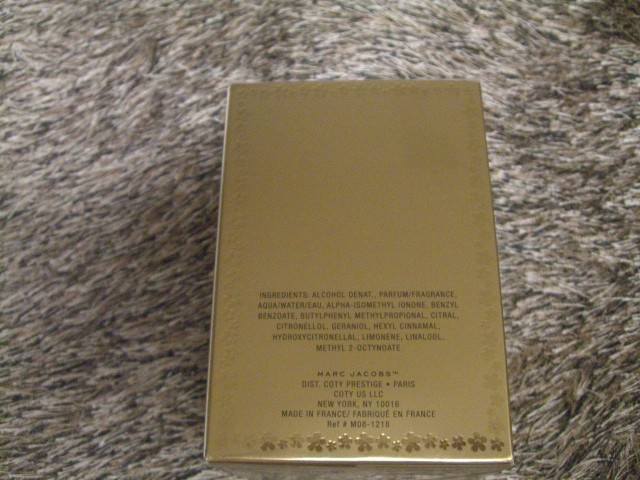 INGREDIENTS: ALCOHOL DENAT., PARFUM/FRAGRANCE,
AQUA/WATER/EAU, ALPHA-ISOMETHYL IONONE, BENZYL
BENZOATE, BUTYLPHENYL METHYLPROPIONAL, CITRAL,
CITRONELLOL, GERANIOL, HEXYL CINNAMAL,
HYDROXYCITRONELLAL, LIMONENE, LINALOOL,
METHYL 2-OCTYNOATE
MARC JACOBS™
DIST. COTY PRESTIGE • PARIS
COTY US LLC
NEW YORK, NY 10016
MADE IN FRANCE/ FABRIQUÉ EN FRANCE
Ref # M08-1218